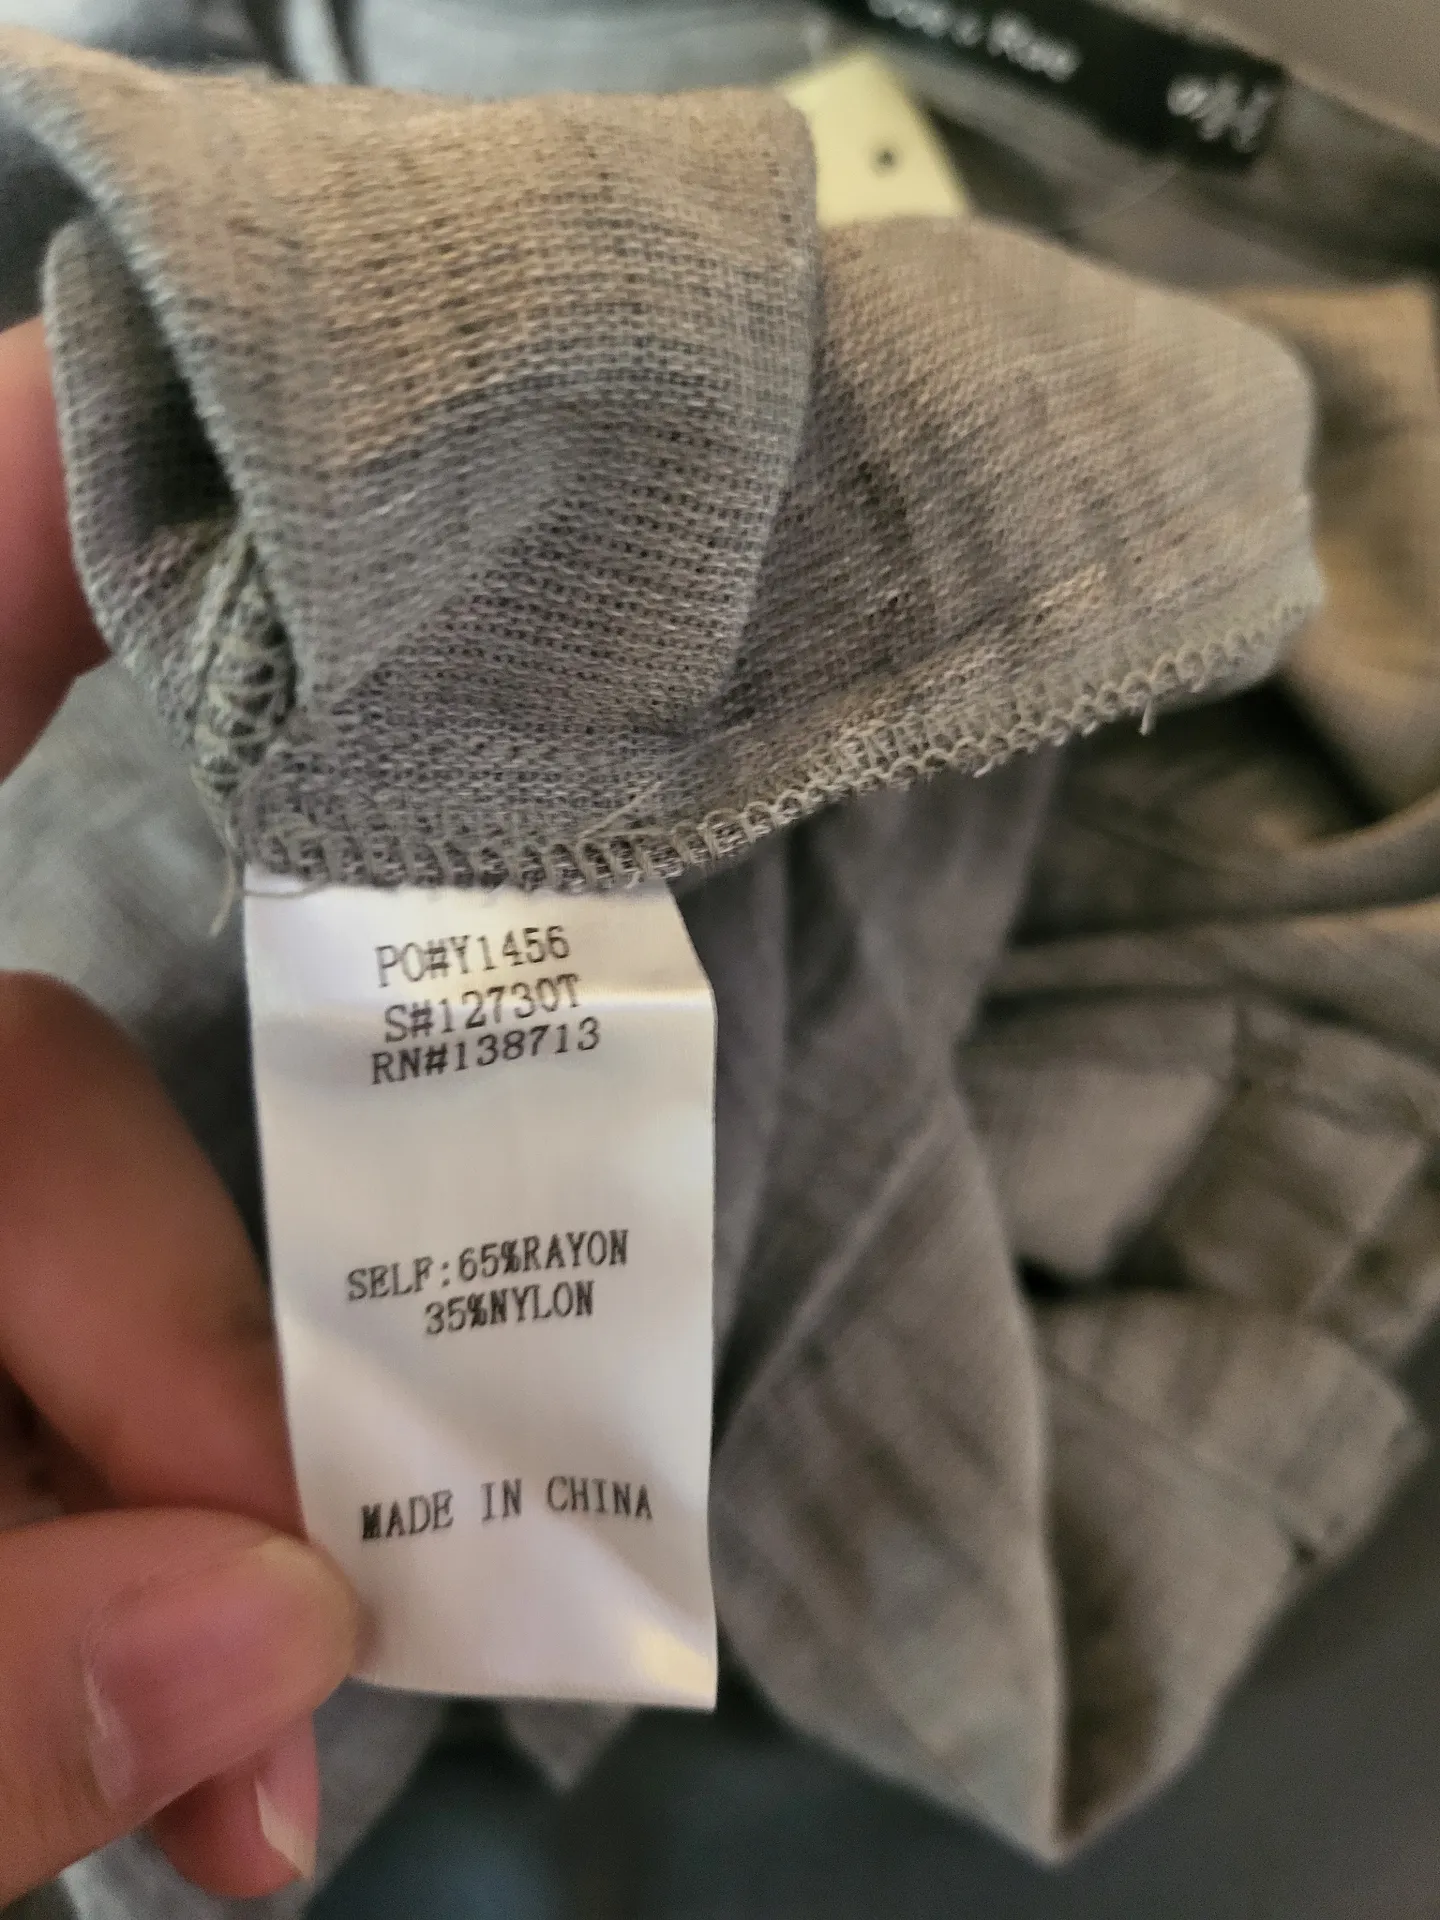 PO#Y1456
S#12730T
RN#138713
SELF:65%RAYON
35%NYLON
MADE IN CHINA